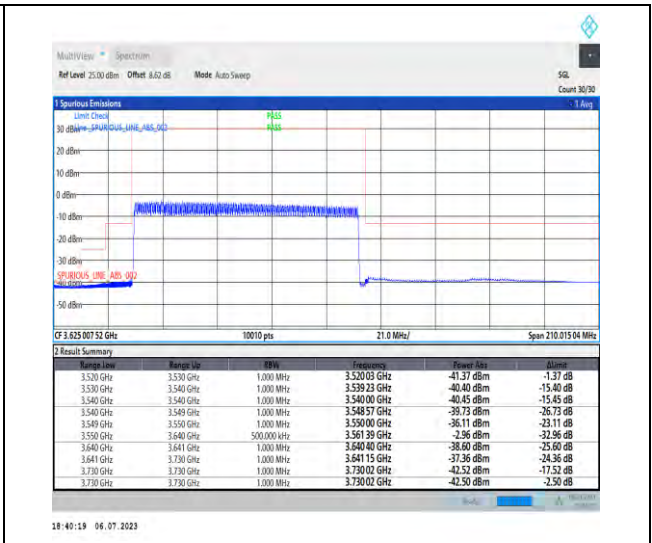 MultiView Spectrum
Ref Level 25.00 dBm Offset 8.62 dB Mode Auto Sweep SGL
Count 30/30
1 Spurious Emissions 1 Avg
Limit Check PASS
30 dBm Line _SPURIOUS_LINE_ABS_002 PASS
20 dBm
10 dBm
0 dBm
-10 dBm
-20 dBm
-30 dBm
SPURIOUS_LINE_ABS_002
-40 dBm
-50 dBm
CF 3.625 007 52 GHz 10010 pts 21.0 MHz/ Span 210.015 04 MHz
2 Result Summary
Range Low Range Up RBW Frequency Power Abs ΔLimit
3.520 GHz 3.530 GHz 1.000 MHz 3.520 03 GHz -41.37 dBm -1.37 dB
3.530 GHz 3.540 GHz 1.000 MHz 3.539 23 GHz -40.40 dBm -15.40 dB
3.540 GHz 3.540 GHz 1.000 MHz 3.540 00 GHz -40.45 dBm -15.45 dB
3.540 GHz 3.549 GHz 1.000 MHz 3.548 57 GHz -39.73 dBm -26.73 dB
3.549 GHz 3.550 GHz 1.000 MHz 3.550 00 GHz -36.11 dBm -23.11 dB
3.550 GHz 3.640 GHz 500.000 kHz 3.561 39 GHz -2.96 dBm -32.96 dB
3.640 GHz 3.641 GHz 1.000 MHz 3.640 40 GHz -38.60 dBm -25.60 dB
3.641 GHz 3.730 GHz 1.000 MHz 3.641 15 GHz -37.36 dBm -24.36 dB
3.730 GHz 3.730 GHz 1.000 MHz 3.730 02 GHz -42.52 dBm -17.52 dB
3.730 GHz 3.730 GHz 1.000 MHz 3.730 02 GHz -42.50 dBm -2.50 dB
18:40:19 06.07.2023